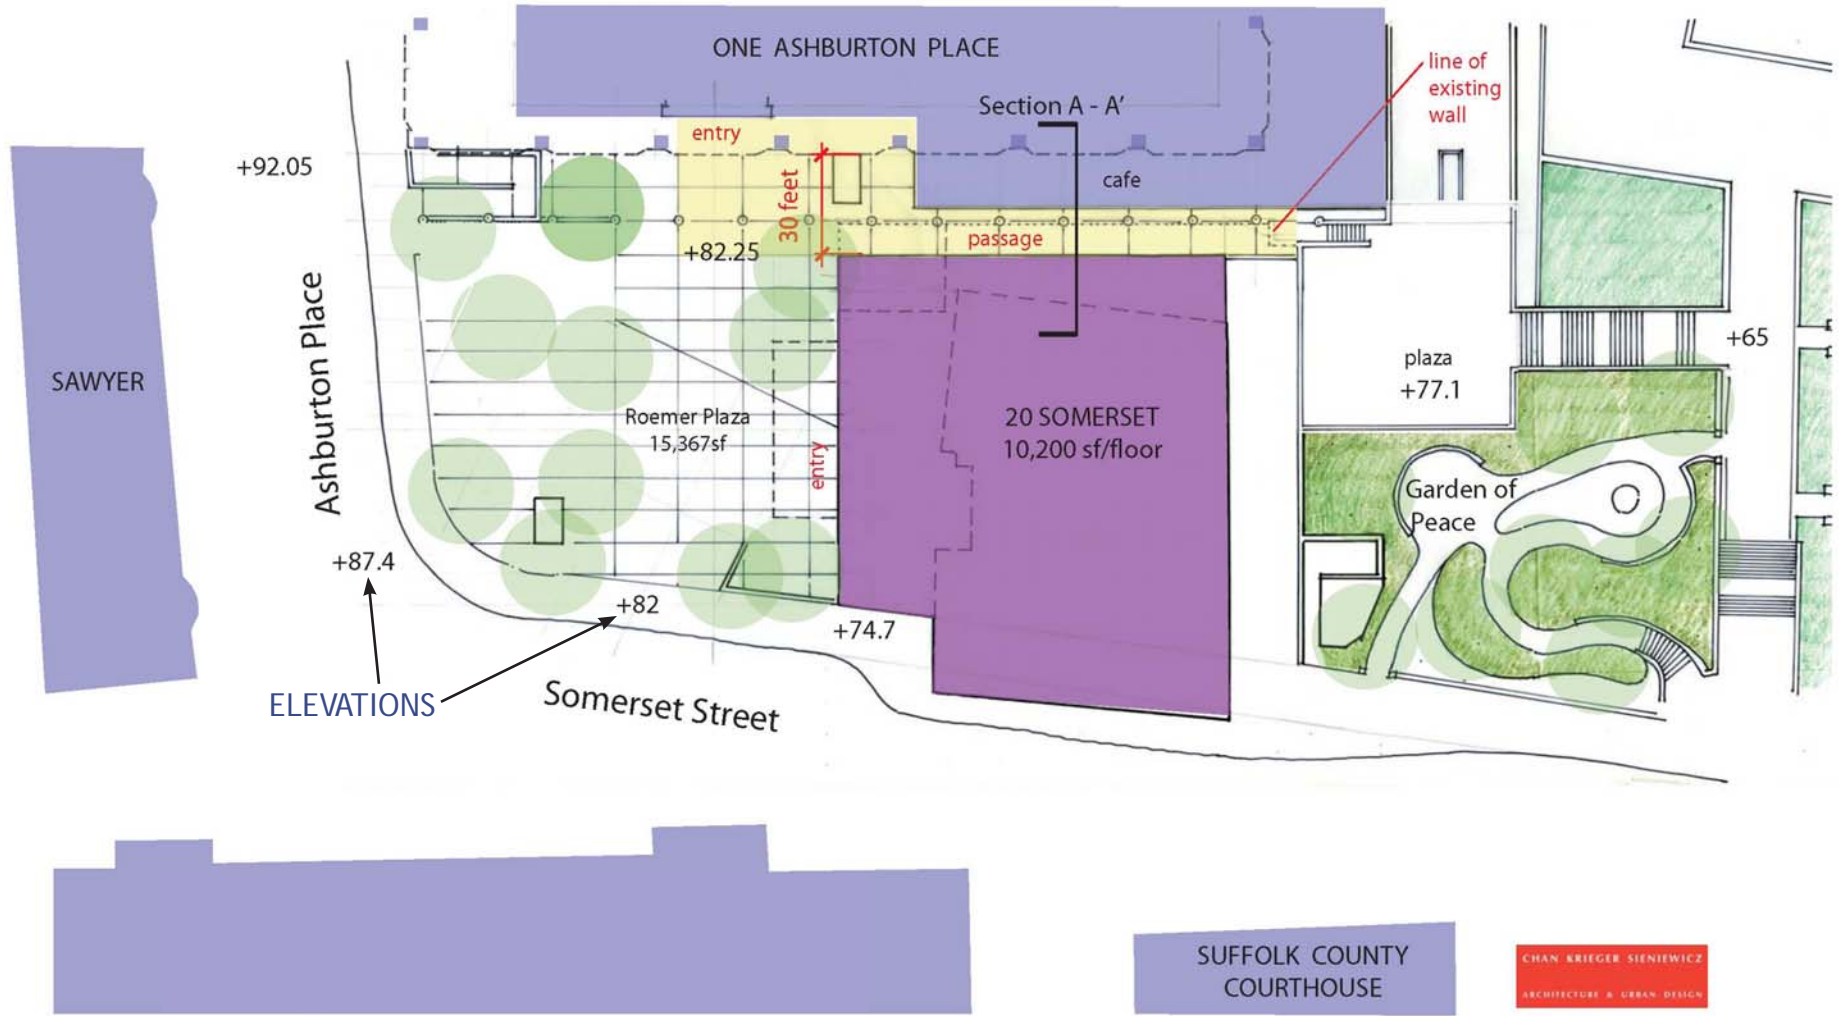 ONE ASHBURTON PLACE
line of
existing
wall
Section A - A'
entry
+92.05
30 feet
cafe
passage
+82.25
Ashburton Place
SAWYER
+65
plaza
+77.1
Roemer Plaza
15,367sf
entry
20 SOMERSET
10,200 sf/floor
Garden of
Peace
+87.4
+82
+74.7
ELEVATIONS
Somerset Street
SUFFOLK COUNTY
COURTHOUSE
CHAN KRIEGER SIENIEWICZ
ARCHITECTURE & URBAN DESIGN